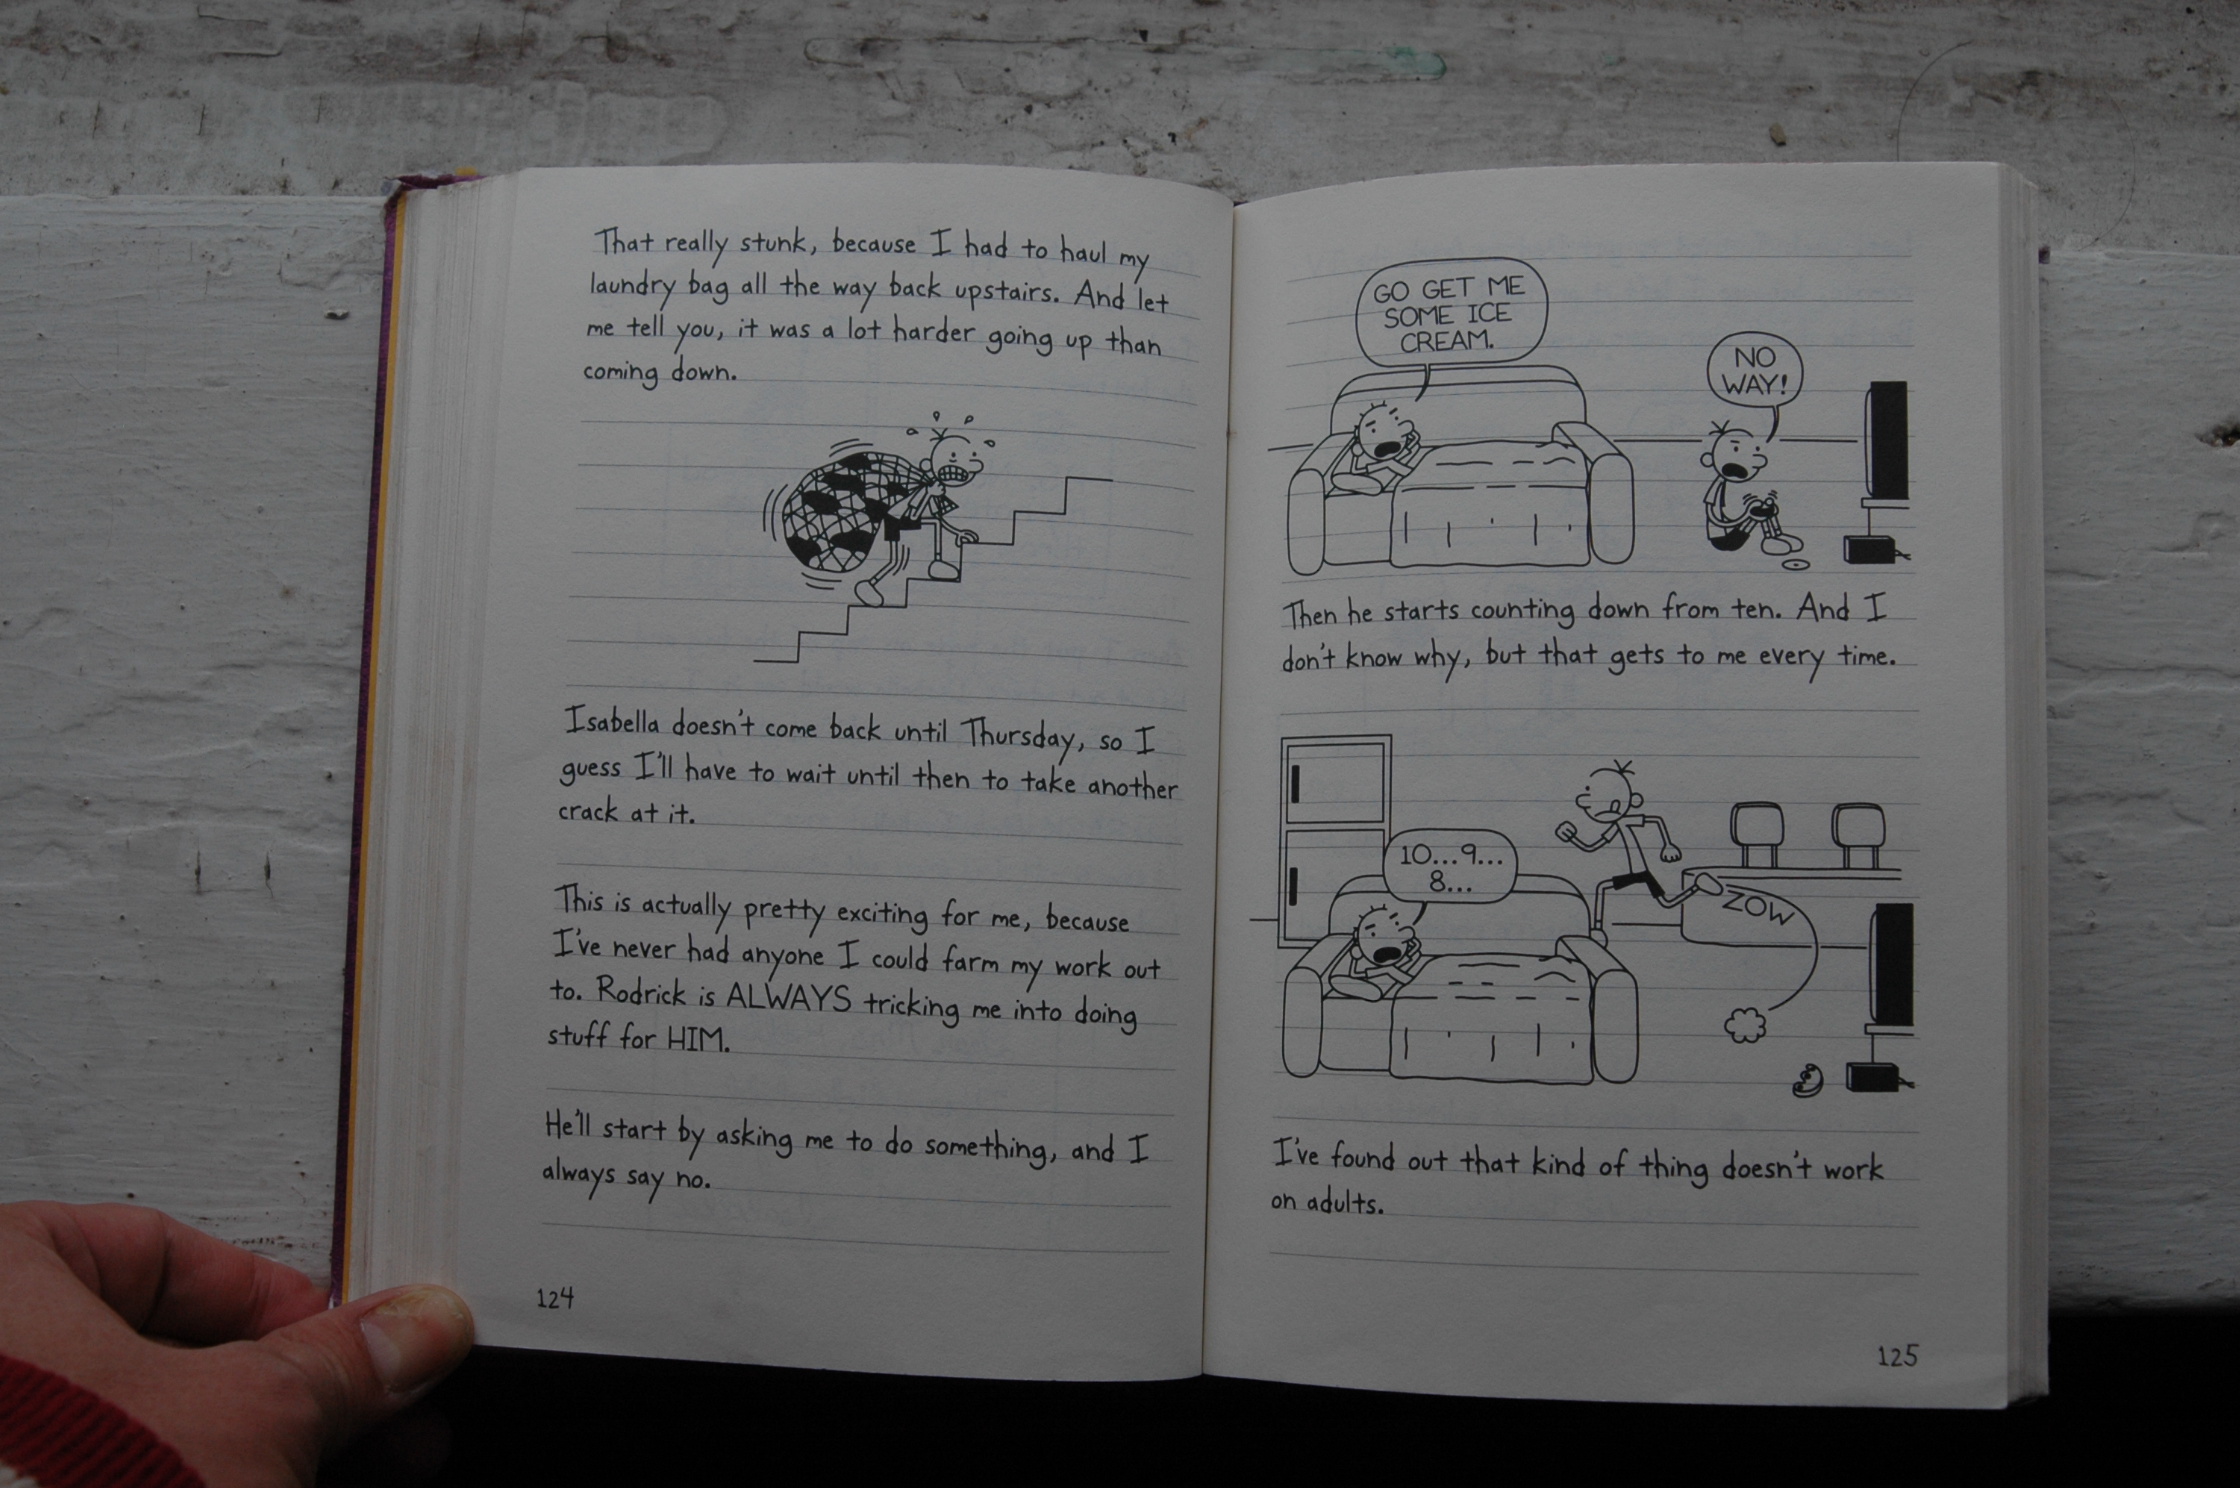 That really stunk, because I had to haul my
laundry bag all the way back upstairs. And let
me tell you, it was a lot harder going up than
coming down.
Isabella doesn't come back until Thursday, so I
guess I'll have to wait until then to take another
crack at it.
This is actually pretty exciting for me, because
I've never had anyone I could farm my work out
to. Rodrick is ALWAYS tricking me into doing
stuff for HIM.
He'll start by asking me to do something, and I
always say no.
124
GO GET ME
SOME ICE
CREAM.
NO
WAY!
Then he starts counting down from ten. And I
don't know why, but that gets to me every time.
10...9...
8...
ZOW
I've found out that kind of thing doesn't work
on adults.
125